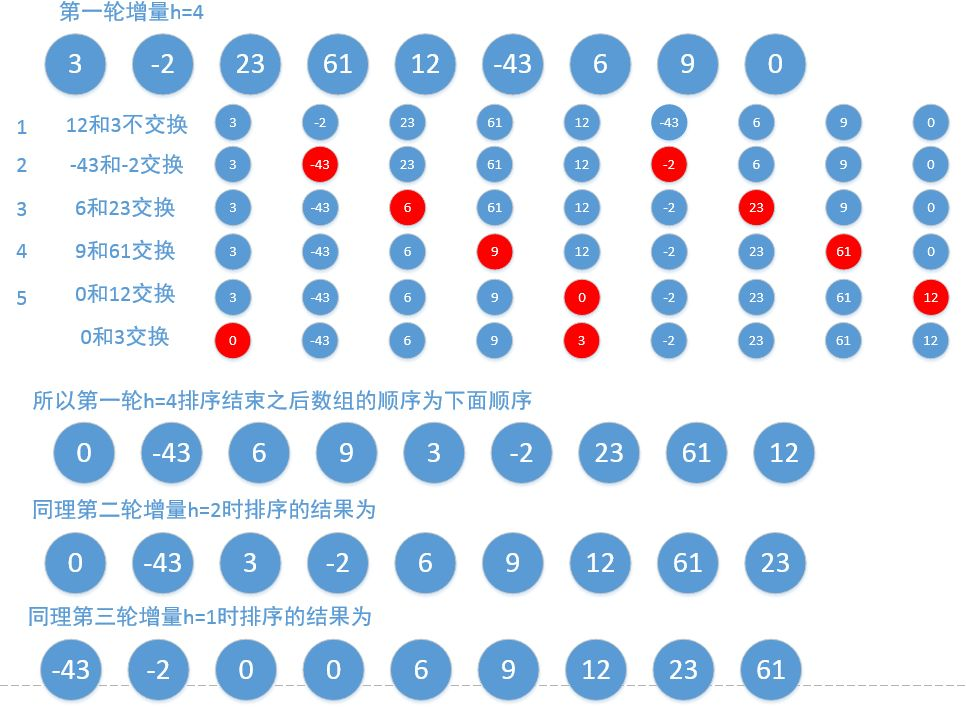 第一轮增量h=4
3 -2 23 61 12 -43 6 9 0
1 12和3不交换 3 -2 23 61 12 -43 6 9 0
2 -43和-2交换 3 -43 23 61 12 -2 6 9 0
3 6和23交换 3 -43 6 61 12 -2 23 9 0
4 9和61交换 3 -43 6 9 12 -2 23 61 0
5 0和12交换 3 -43 6 9 0 -2 23 61 12
0和3交换 0 -43 6 9 3 -2 23 61 12
所以第一轮h=4排序结束之后数组的顺序为下面顺序
0 -43 6 9 3 -2 23 61 12
同理第二轮增量h=2时排序的结果为
0 -43 3 -2 6 9 12 61 23
同理第三轮增量h=1时排序的结果为
-43 -2 0 0 6 9 12 23 61